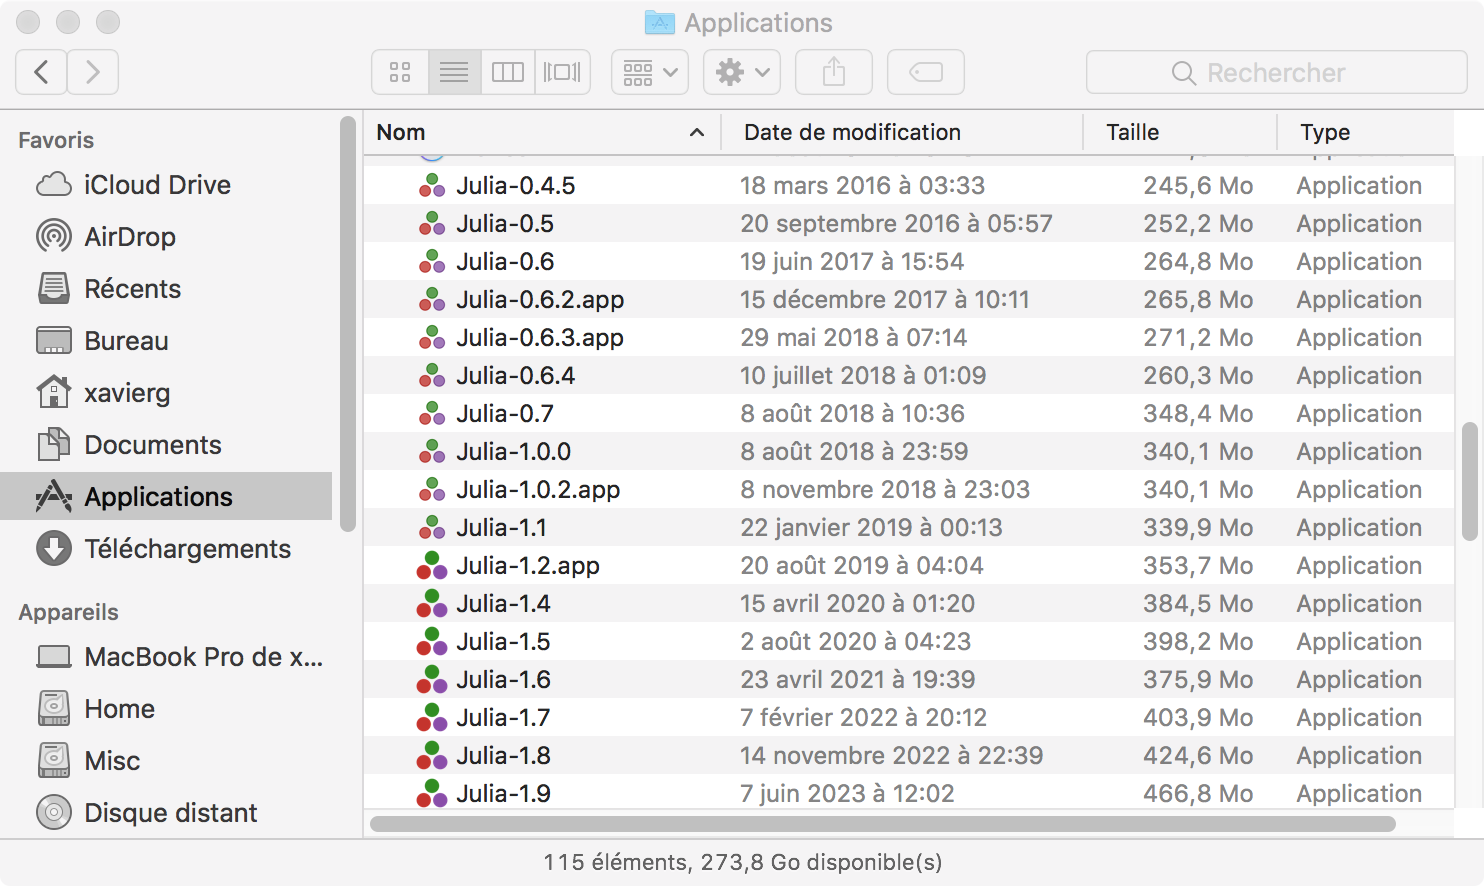 Applications
Rechercher
Favoris
iCloud Drive
AirDrop
Récents
Bureau
xavierg
Documents
Applications
Téléchargements
Appareils
MacBook Pro de x...
Home
Misc
Disque distant
Nom Date de modification Taille Type
Julia-0.4.5 18 mars 2016 à 03:33 245,6 Mo Application
Julia-0.5 20 septembre 2016 à 05:57 252,2 Mo Application
Julia-0.6 19 juin 2017 à 15:54 264,8 Mo Application
Julia-0.6.2.app 15 décembre 2017 à 10:11 265,8 Mo Application
Julia-0.6.3.app 29 mai 2018 à 07:14 271,2 Mo Application
Julia-0.6.4 10 juillet 2018 à 01:09 260,3 Mo Application
Julia-0.7 8 août 2018 à 10:36 348,4 Mo Application
Julia-1.0.0 8 août 2018 à 23:59 340,1 Mo Application
Julia-1.0.2.app 8 novembre 2018 à 23:03 340,1 Mo Application
Julia-1.1 22 janvier 2019 à 00:13 339,9 Mo Application
Julia-1.2.app 20 août 2019 à 04:04 353,7 Mo Application
Julia-1.4 15 avril 2020 à 01:20 384,5 Mo Application
Julia-1.5 2 août 2020 à 04:23 398,2 Mo Application
Julia-1.6 23 avril 2021 à 19:39 375,9 Mo Application
Julia-1.7 7 février 2022 à 20:12 403,9 Mo Application
Julia-1.8 14 novembre 2022 à 22:39 424,6 Mo Application
Julia-1.9 7 juin 2023 à 12:02 466,8 Mo Application
115 éléments, 273,8 Go disponible(s)